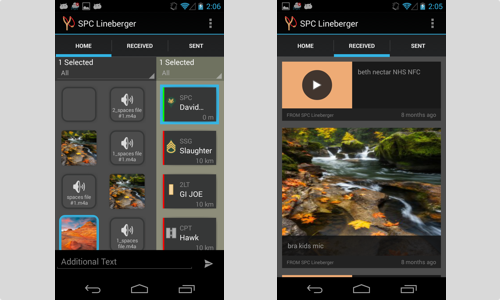 2:06
SPC Lineberger
HOME
RECEIVED
SENT
1 Selected
All
1 Selected
All
2_spaces file
#1.m4a
1_spaces file
#1.m4a
spaces file
#1.m4a
1_spaces
file
#1.m4a
SPC
David...
0 m
SSG
Slaughter
10 km
2LT
GI JOE
10 km
CPT
Hawk
10 km
Additional Text
2:05
SPC Lineberger
HOME
RECEIVED
SENT
beth nectar NHS NFC
FROM SPC Lineberger
8 months ago
bra kids mic
FROM SPC Lineberger
8 months ago